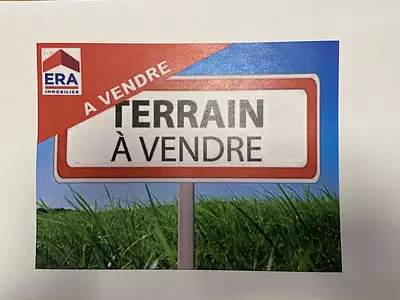 ERA
IMMOBILIER
A VENDRE
TERRAIN
À VENDRE